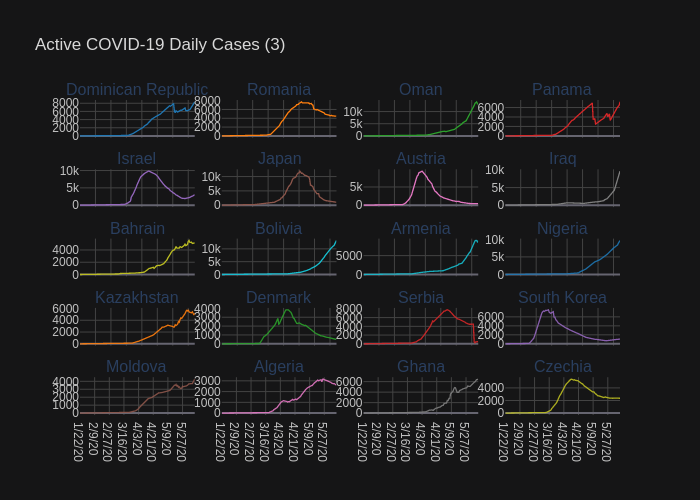 Active COVID-19 Daily Cases (3)
Dominican Republic Romania Oman Panama
8000 6000 4000 2000 0
8000 6000 4000 2000 0
10k 5k 0
6000 4000 2000 0
Israel Japan Austria Iraq
10k 5k 0
10k 5k 0
5k 0
10k 5k 0
Bahrain Bolivia Armenia Nigeria
4000 2000 0
10k 5k 0
5000 0
10k 5k 0
Kazakhstan Denmark Serbia South Korea
6000 4000 2000 0
4000 3000 2000 1000 0
8000 4000 2000 0
6000 4000 2000 0
Moldova Algeria Ghana Czechia
4000 3000 2000 1000 0
3000 2000 1000 0
6000 4000 2000 0
4000 2000 0
1/22/20 2/9/20 2/27/20 3/16/20 4/3/20 4/21/20 5/9/20 5/27/20
1/22/20 2/9/20 2/27/20 3/16/20 4/3/20 4/21/20 5/9/20 5/27/20
1/22/20 2/9/20 2/27/20 3/16/20 4/3/20 4/21/20 5/9/20 5/27/20
1/22/20 2/9/20 2/27/20 3/16/20 4/3/20 4/21/20 5/9/20 5/27/20